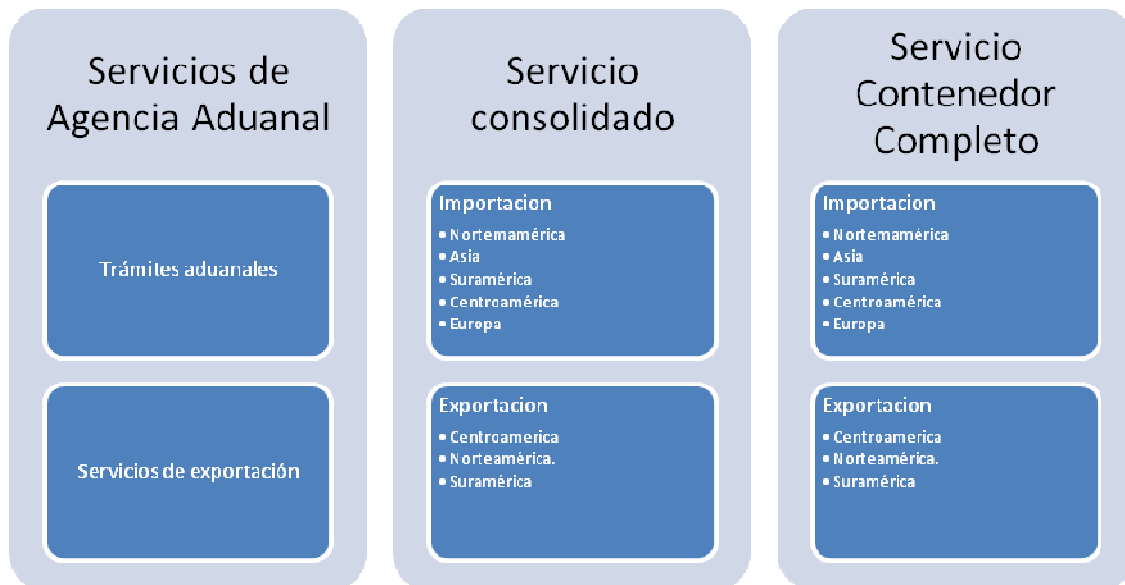 Servicios de
Agencia Aduanal
Trámites aduanales
Servicios de exportación
Servicio
consolidado
Importacion
• Nortemamérica
• Asia
• Suramérica
• Centroamérica
• Europa
Exportacion
• Centroamerica
• Norteamérica.
• Suramérica
Servicio
Contenedor
Completo
Importacion
• Nortemamérica
• Asia
• Suramérica
• Centroamérica
• Europa
Exportacion
• Centroamerica
• Norteamérica.
• Suramérica